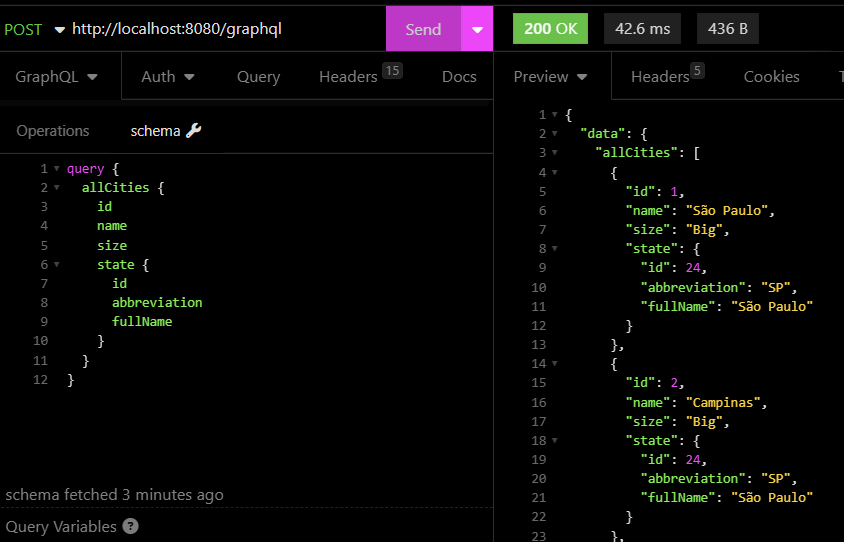 POST http://localhost:8080/graphql Send 200 OK 42.6 ms 436 B
GraphQL Auth Query Headers 15 Docs Preview Headers 5 Cookies T
Operations schema
1 query {
2 allCities {
3 id
4 name
5 size
6 state {
7 id
8 abbreviation
9 fullName
10 }
11 }
12 }
schema fetched 3 minutes ago
Query Variables ?
1 {
2 "data": {
3 "allCities": [
4 {
5 "id": 1,
6 "name": "São Paulo",
7 "size": "Big",
8 "state": {
9 "id": 24,
10 "abbreviation": "SP",
11 "fullName": "São Paulo"
12 }
13 },
14 {
15 "id": 2,
16 "name": "Campinas",
17 "size": "Big",
18 "state": {
19 "id": 24,
20 "abbreviation": "SP",
21 "fullName": "São Paulo"
22 }
23 },